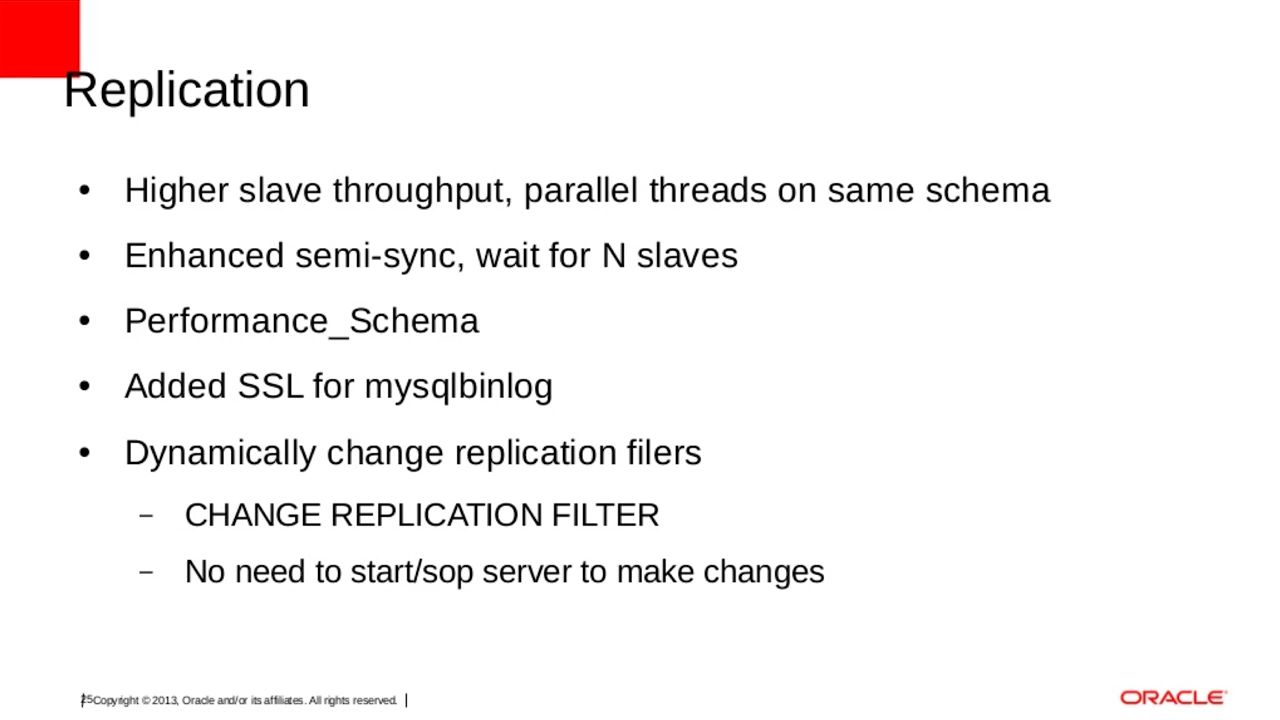 Replication
• Higher slave throughput, parallel threads on same schema
• Enhanced semi-sync, wait for N slaves
• Performance_Schema
• Added SSL for mysqlbinlog
• Dynamically change replication filers
– CHANGE REPLICATION FILTER
– No need to start/sop server to make changes
25 Copyright © 2013, Oracle and/or its affiliates. All rights reserved.
ORACLE